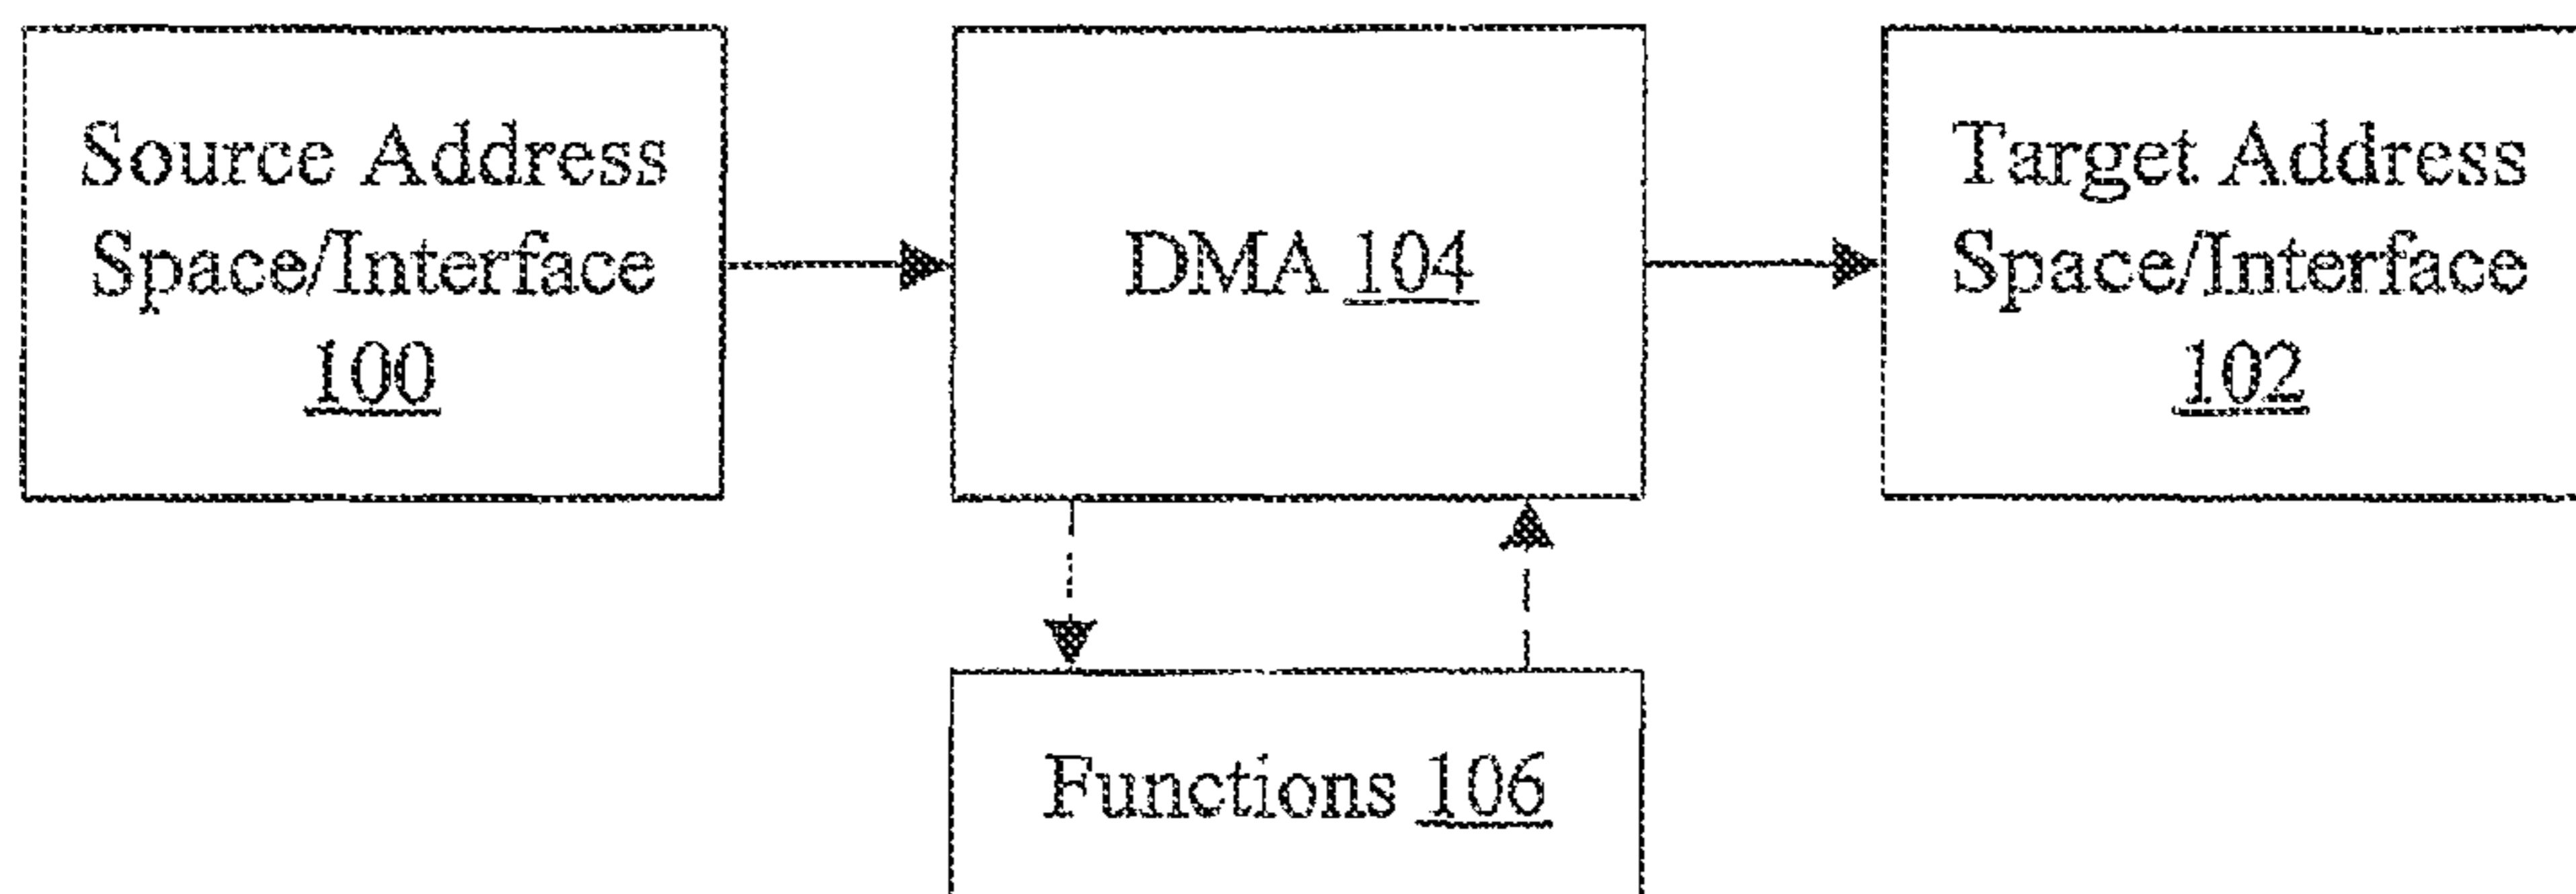 Source Address
Space/Interface
100
DMA 104
Target Address
Space/Interface
102
Functions 106